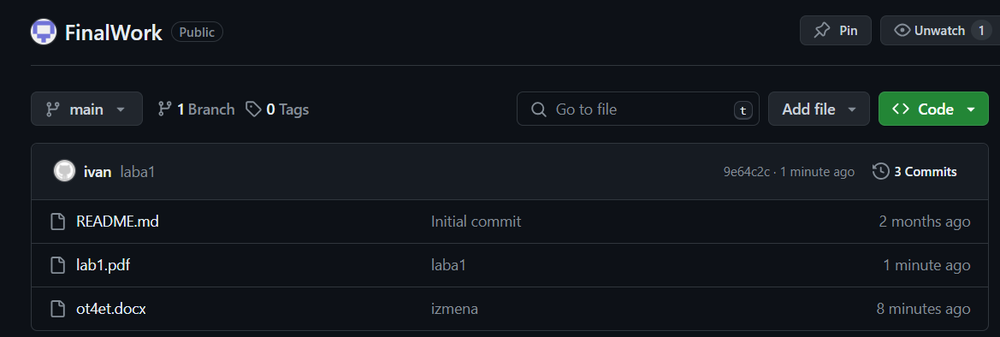 FinalWork Public Pin Unwatch 1
main 1 Branch 0 Tags Go to file t Add file Code
ivan laba1 9e64c2c · 1 minute ago 3 Commits
README.md Initial commit 2 months ago
lab1.pdf laba1 1 minute ago
ot4et.docx izmena 8 minutes ago